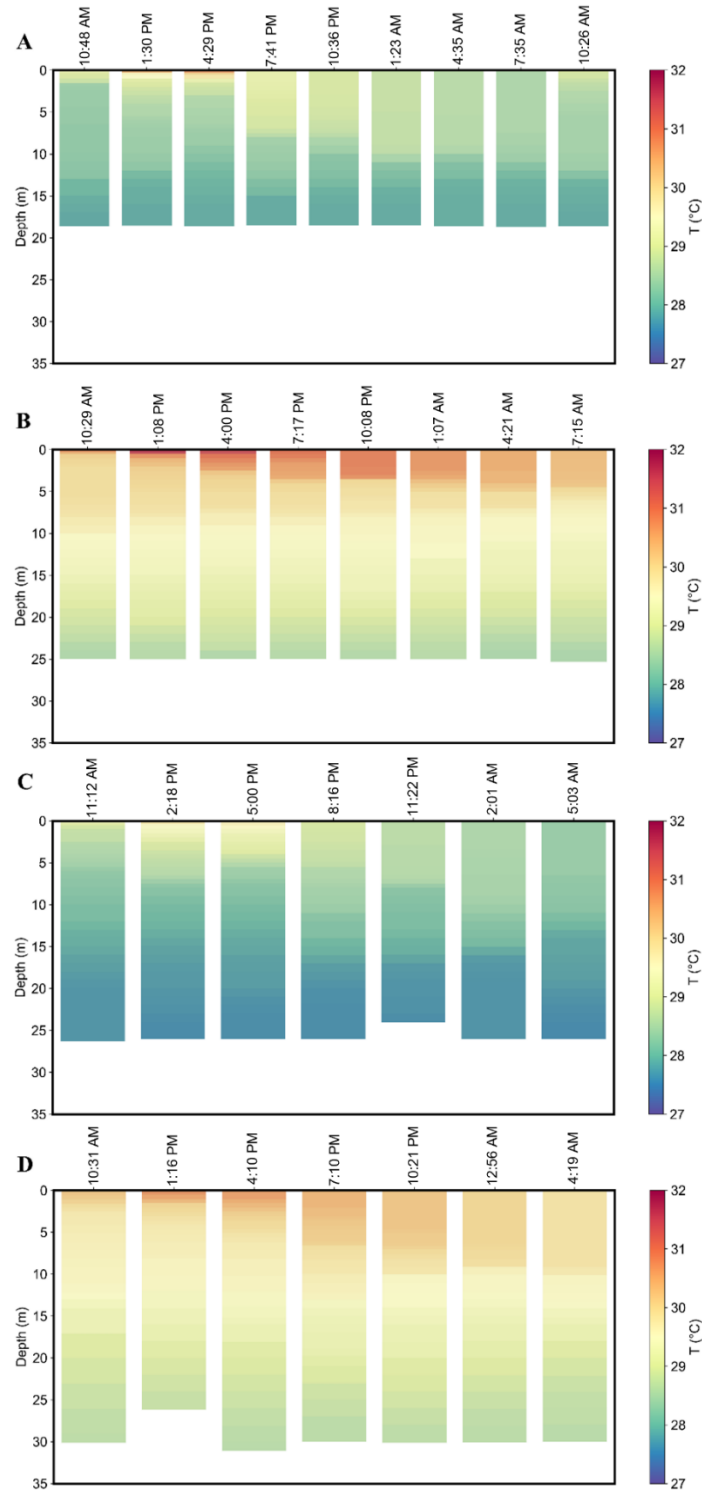 A
10:48 AM
1:30 PM
4:29 PM
7:41 PM
10:36 PM
1:23 AM
4:35 AM
7:35 AM
10:26 AM
0
5
10
15
20
25
30
35
Depth (m)
32
31
30
29
28
27
T (°C)
B
10:29 AM
1:08 PM
4:00 PM
7:17 PM
10:08 PM
1:07 AM
4:21 AM
7:15 AM
0
5
10
15
20
25
30
35
Depth (m)
32
31
30
29
28
27
T (°C)
C
11:12 AM
2:18 PM
5:00 PM
8:16 PM
11:22 PM
2:01 AM
5:03 AM
0
5
10
15
20
25
30
35
Depth (m)
32
31
30
29
28
27
T (°C)
D
10:31 AM
1:16 PM
4:10 PM
7:10 PM
10:21 PM
12:56 AM
4:19 AM
0
5
10
15
20
25
30
35
Depth (m)
32
31
30
29
28
27
T (°C)